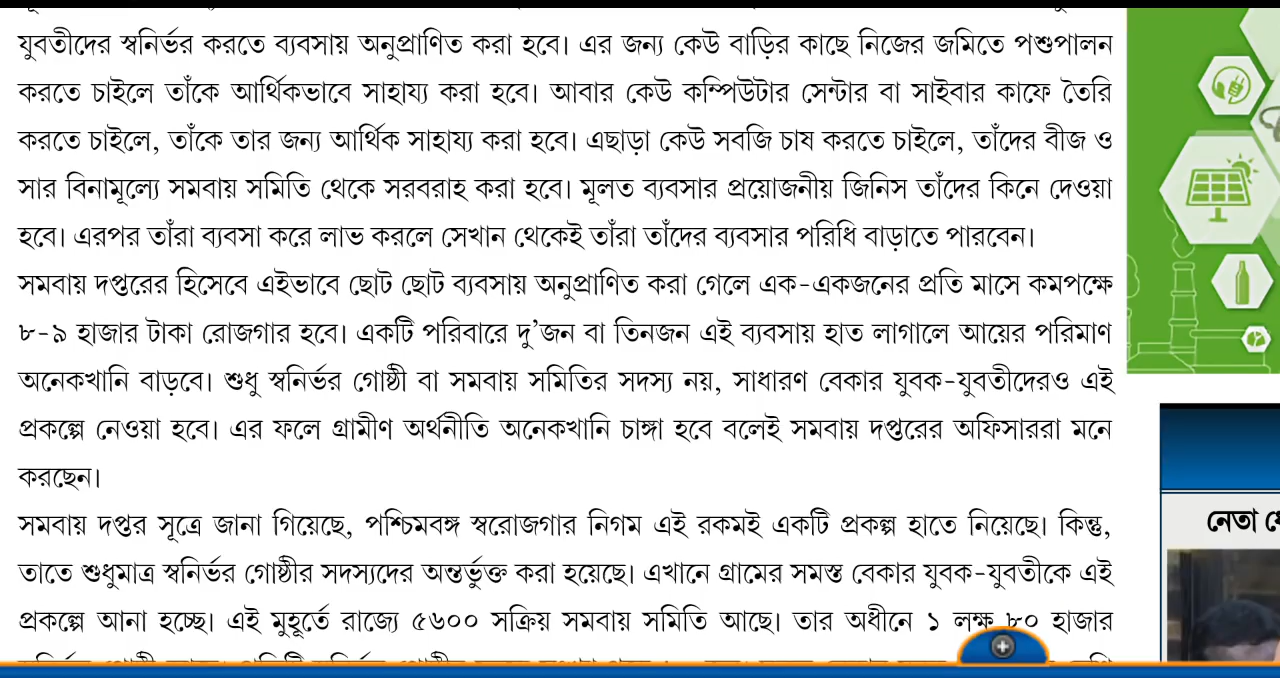 যুবতীদের স্বনির্ভর করতে ব্যবসায় অনুপ্রাণিত করা হবে। এর জন্য কেউ বাড়ির কাছে নিজের জমিতে পশুপালন
করতে চাইলে তাঁকে আর্থিকভাবে সাহায্য করা হবে। আবার কেউ কম্পিউটার সেন্টার বা সাইবার কাফে তৈরি
করতে চাইলে, তাঁকে তার জন্য আর্থিক সাহায্য করা হবে। এছাড়া কেউ সবজি চাষ করতে চাইলে, তাঁদের বীজ ও
সার বিনামূল্যে সমবায় সমিতি থেকে সরবরাহ করা হবে। মূলত ব্যবসার প্রয়োজনীয় জিনিস তাঁদের কিনে দেওয়া
হবে। এরপর তাঁরা ব্যবসা করে লাভ করলে সেখান থেকেই তাঁরা তাঁদের ব্যবসার পরিধি বাড়াতে পারবেন।
সমবায় দপ্তরের হিসেবে এইভাবে ছোট ছোট ব্যবসায় অনুপ্রাণিত করা গেলে এক-একজনের প্রতি মাসে কমপক্ষে
৮-৯ হাজার টাকা রোজগার হবে। একটি পরিবারে দু’জন বা তিনজন এই ব্যবসায় হাত লাগালে আয়ের পরিমাণ
অনেকখানি বাড়বে। শুধু স্বনির্ভর গোষ্ঠী বা সমবায় সমিতির সদস্য নয়, সাধারণ বেকার যুবক-যুবতীদেরও এই
প্রকল্পে নেওয়া হবে। এর ফলে গ্রামীণ অর্থনীতি অনেকখানি চাঙ্গা হবে বলেই সমবায় দপ্তরের অফিসাররা মনে
করছেন।
সমবায় দপ্তর সূত্রে জানা গিয়েছে, পশ্চিমবঙ্গ স্বরোজগার নিগম এই রকমই একটি প্রকল্প হাতে নিয়েছে। কিন্তু,
তাতে শুধুমাত্র স্বনির্ভর গোষ্ঠীর সদস্যদের অন্তর্ভুক্ত করা হয়েছে। এখানে গ্রামের সমস্ত বেকার যুবক-যুবতীকে এই
প্রকল্পে আনা হচ্ছে। এই মুহূর্তে রাজ্যে ৫৬০০ সক্রিয় সমবায় সমিতি আছে। তার অধীনে ১ লক্ষ ৮০ হাজার
নেতা